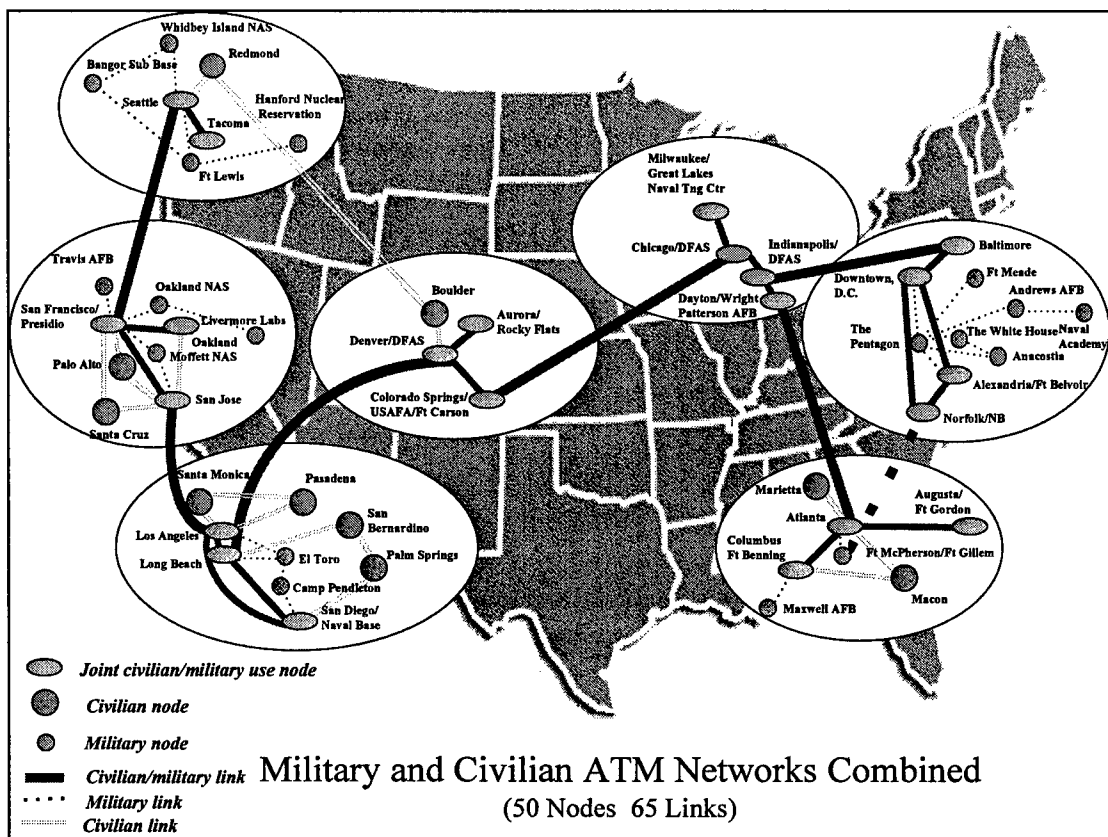 Whidbey Island NAS
Redmond
Bangor Sub Base
Seattle
Hanford Nuclear
Reservation
Tacoma
Ft Lewis
Milwaukee/
Great Lakes
Naval Tng Ctr
Chicago/DFAS
Indianapolis/
DFAS
Dayton/Wright
Patterson AFB
Baltimore
Downtown,
D.C.
Ft Meade
Andrews AFB
The
Pentagon
The White House
Naval
Academy
Anacostia
Alexandria/Ft Belvoir
Norfolk/NB
Travis AFB
Oakland NAS
San Francisco/
Presidio
Livermore Labs
Oakland
Moffett NAS
Palo Alto
San Jose
Santa Cruz
Boulder
Aurora/
Rocky Flats
Denver/DFAS
Colorado Springs/
USAFA/Ft Carson
Santa Monica
Pasadena
San
Bernardino
Los Angeles
Palm Springs
Long Beach
El Toro
Camp Pendleton
San Diego/
Naval Base
Marietta
Augusta/
Ft Gordon
Atlanta
Columbus
Ft Benning
Ft McPherson/Ft Gillem
Macon
Maxwell AFB
Joint civilian/military use node
Civilian node
Military node
Civilian/military link
Military link
Civilian link
Military and Civilian ATM Networks Combined
(50 Nodes 65 Links)